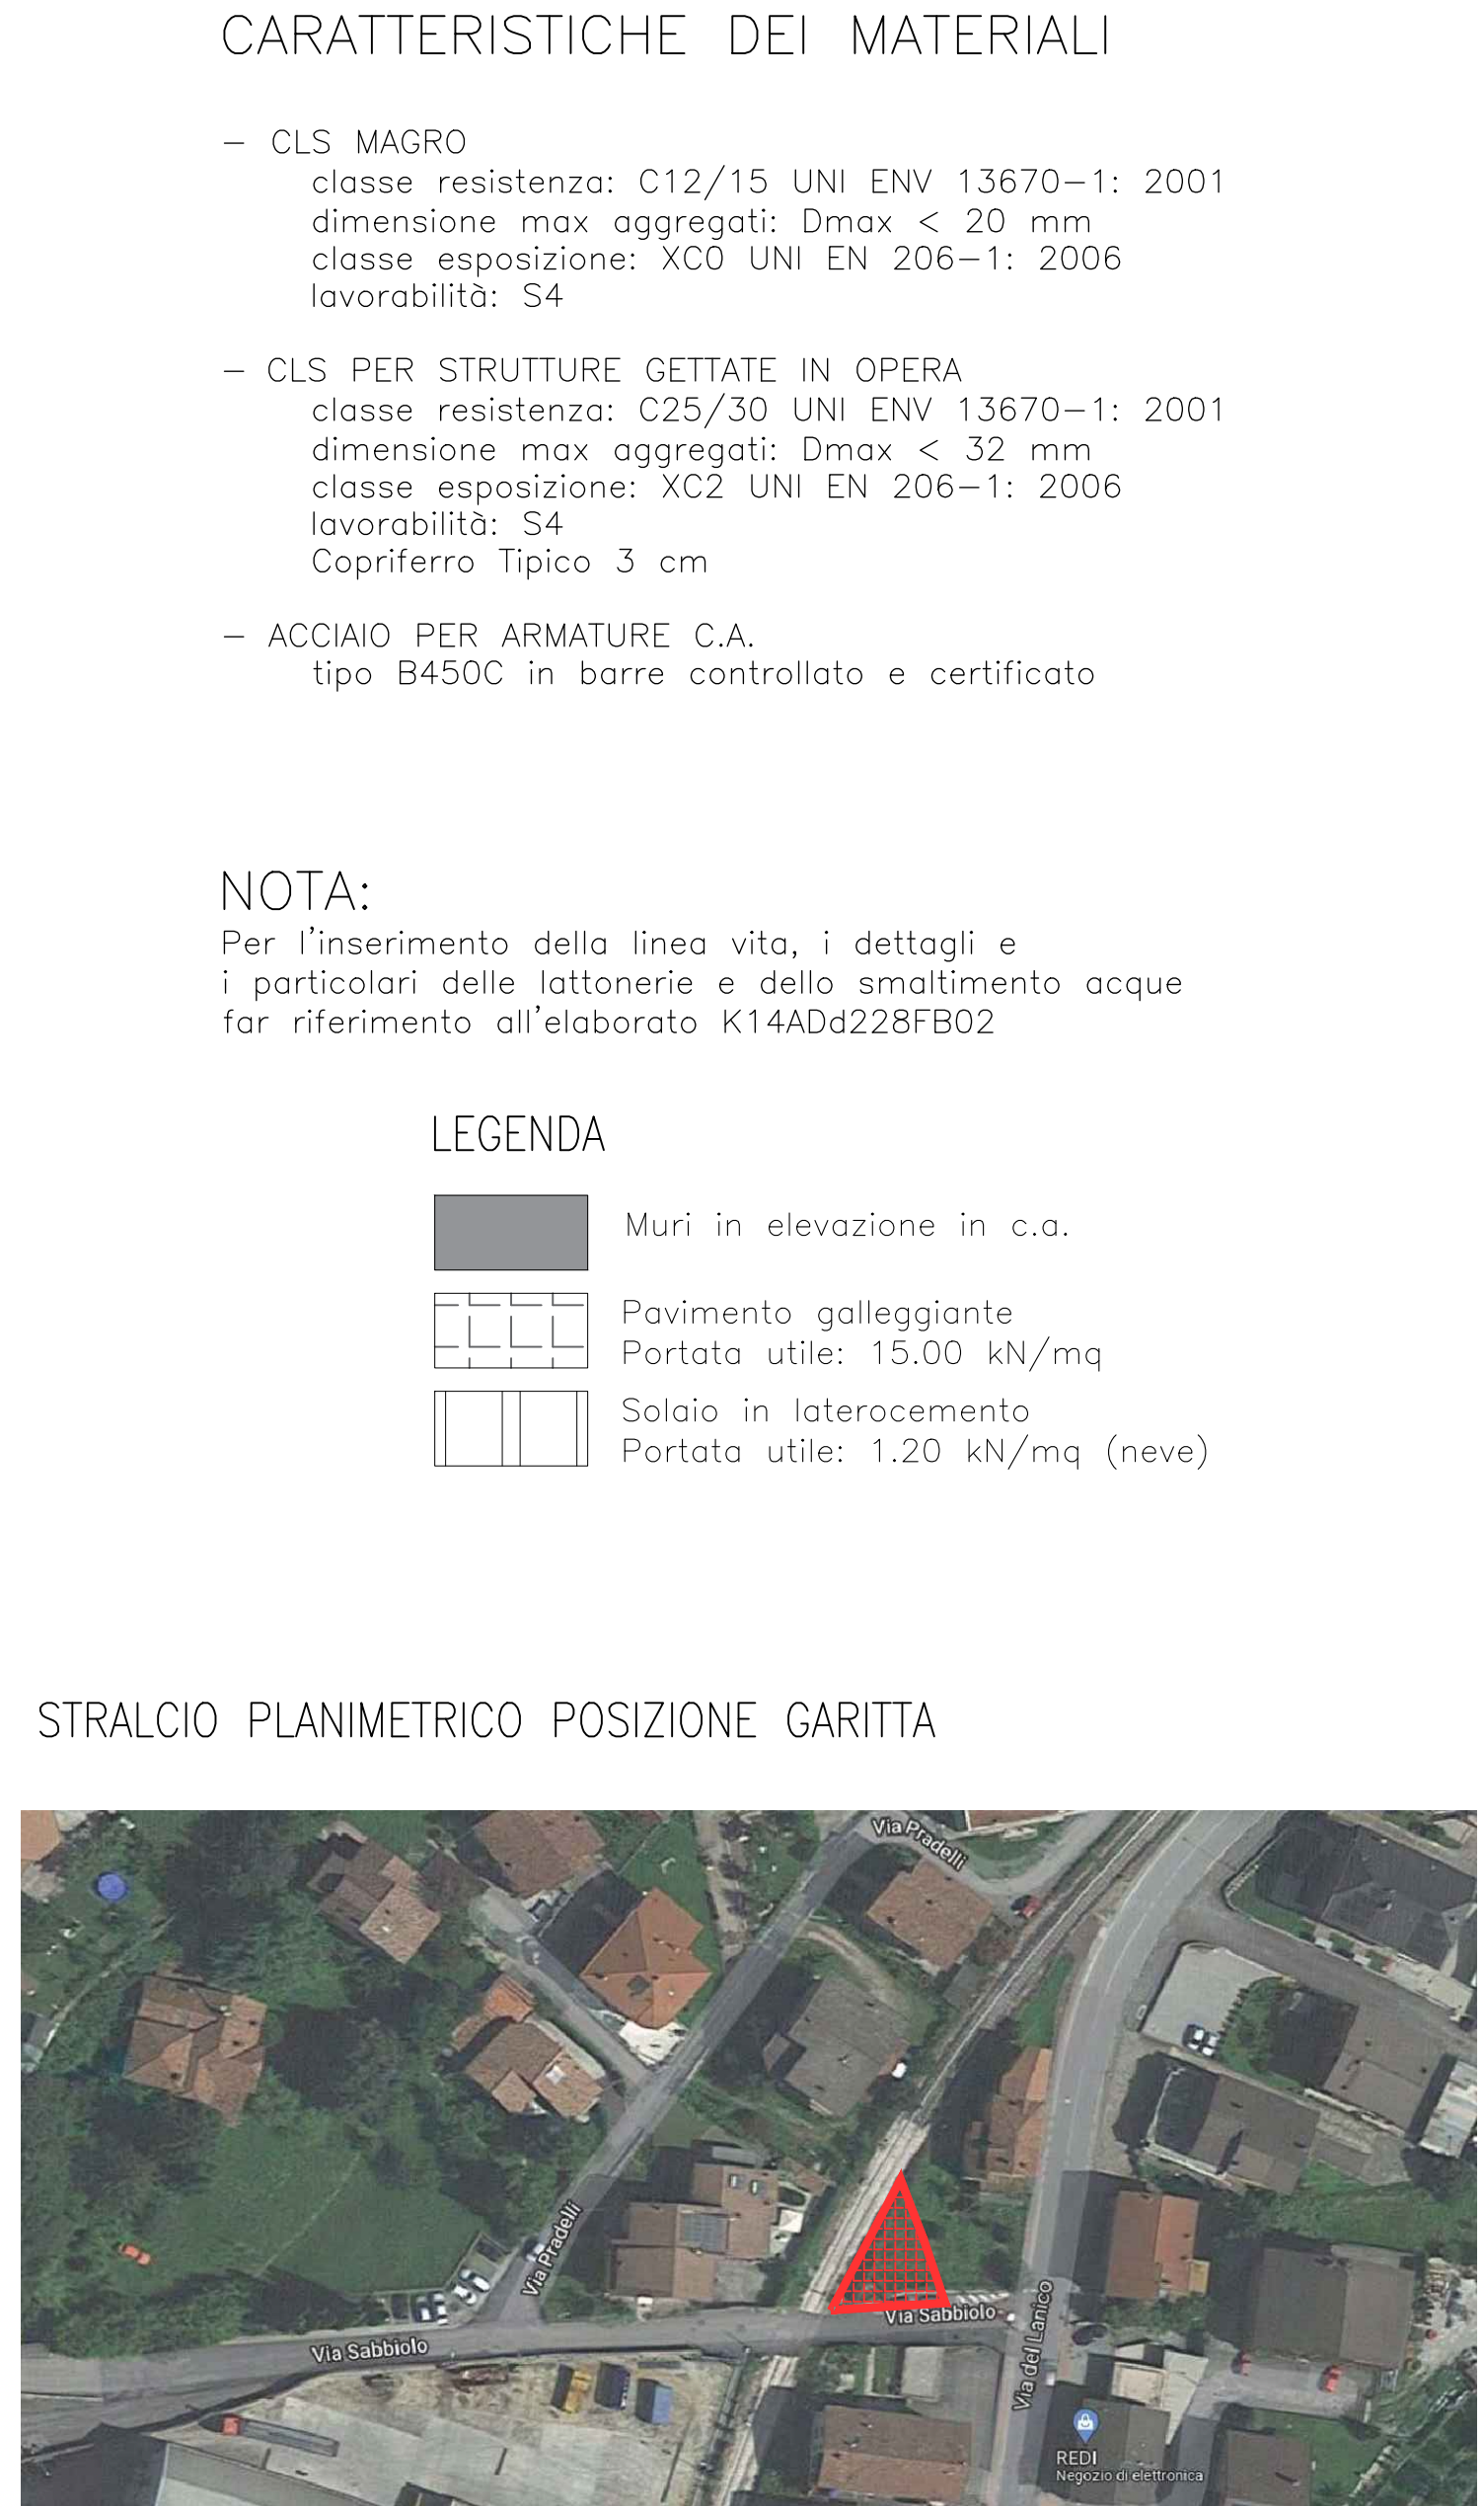 CARATTERISTICHE DEI MATERIALI
– CLS MAGRO
classe resistenza: C12/15 UNI ENV 13670–1: 2001
dimensione max aggregati: Dmax < 20 mm
classe esposizione: XC0 UNI EN 206–1: 2006
lavorabilità: S4
– CLS PER STRUTTURE GETTATE IN OPERA
classe resistenza: C25/30 UNI ENV 13670–1: 2001
dimensione max aggregati: Dmax < 32 mm
classe esposizione: XC2 UNI EN 206–1: 2006
lavorabilità: S4
Copriferro Tipico 3 cm
– ACCIAIO PER ARMATURE C.A.
tipo B450C in barre controllato e certificato
NOTA:
Per l'inserimento della linea vita, i dettagli e
i particolari delle lattonerie e dello smaltimento acque
far riferimento all'elaborato K14ADd228FB02
LEGENDA
Muri in elevazione in c.a.
Pavimento galleggiante
Portata utile: 15.00 kN/mq
Solaio in laterocemento
Portata utile: 1.20 kN/mq (neve)
STRALCIO PLANIMETRICO POSIZIONE GARITTA
Via Pradelli
Via Pradelli
Via Sabbiolo
Via Sabbiolo
Via del Lanico
REDI
Negozio di elettronica